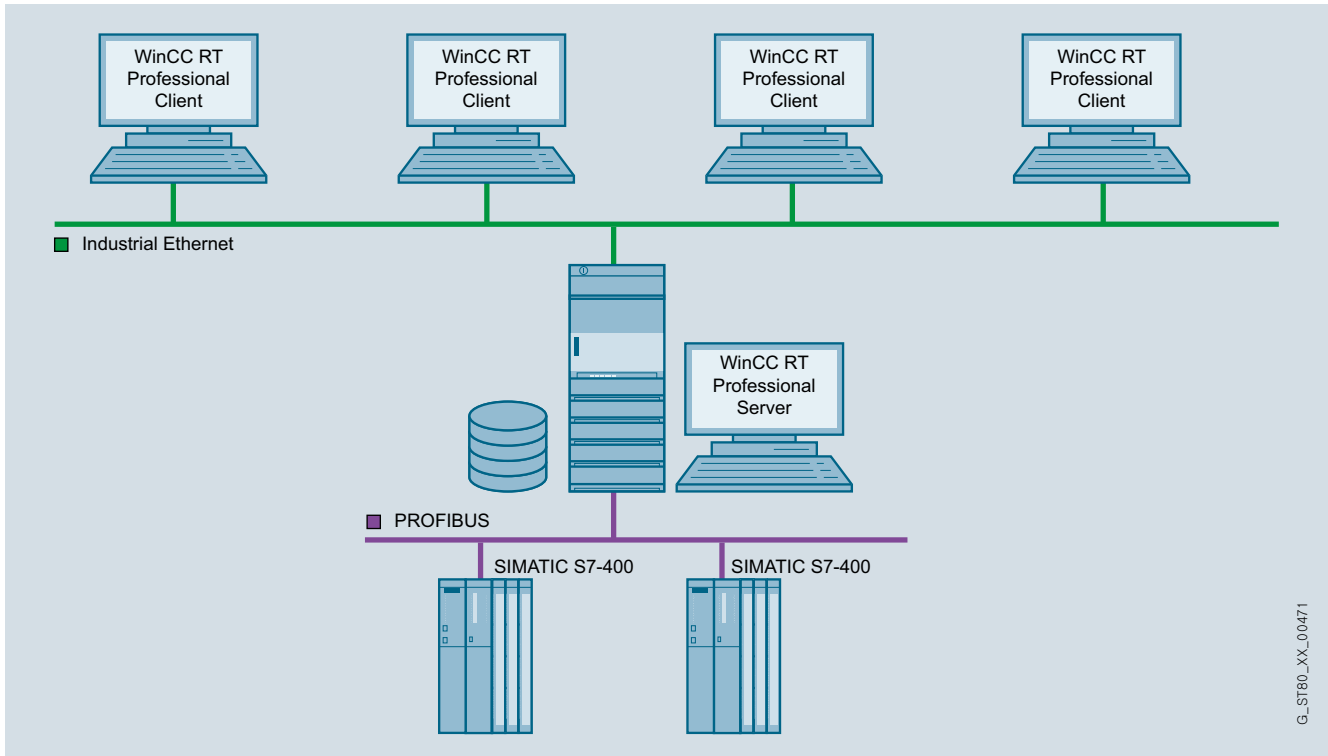 WinCC RT
Professional
Client
WinCC RT
Professional
Client
WinCC RT
Professional
Client
WinCC RT
Professional
Client
Industrial Ethernet
WinCC RT
Professional
Server
PROFIBUS
SIMATIC S7-400
SIMATIC S7-400
G_ST80_XX_00471